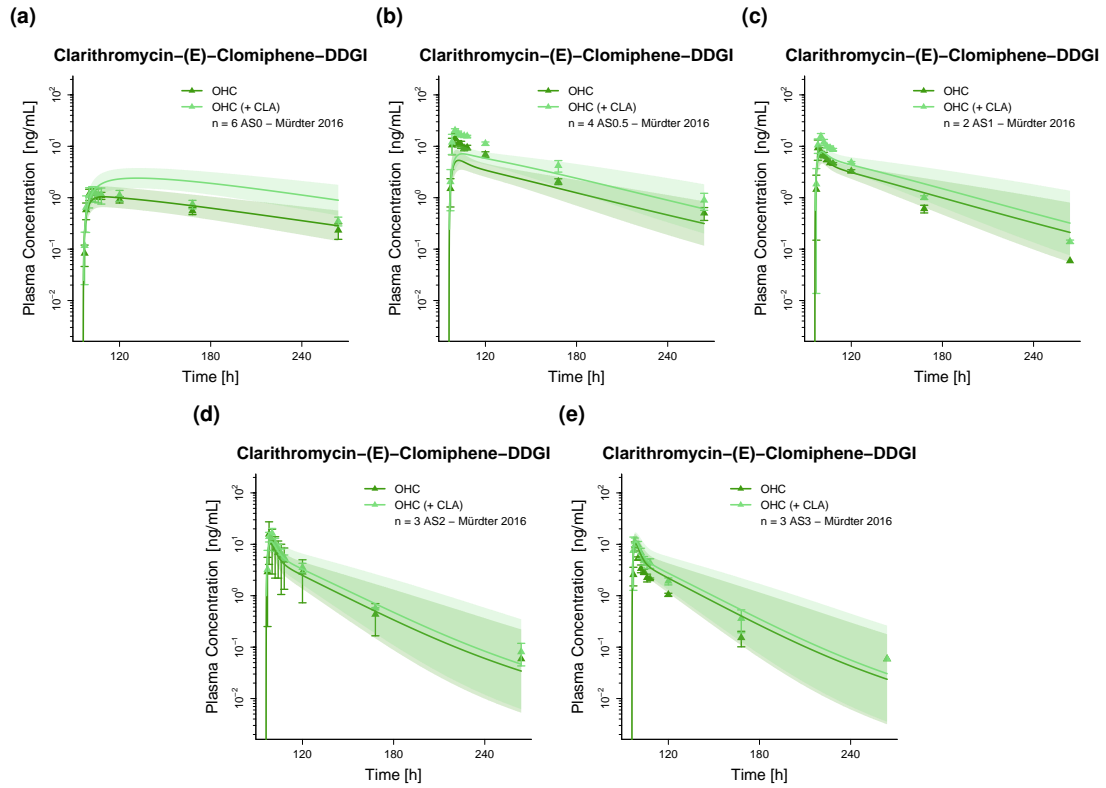 (a)
Clarithromycin–(E)–Clomiphene–DDGI
OHC
OHC (+ CLA)
n = 6 AS0 – Mürdter 2016
Plasma Concentration [ng/mL]
10²
10¹
10⁰
10⁻¹
10⁻²
120
180
240
Time [h]
(b)
Clarithromycin–(E)–Clomiphene–DDGI
OHC
OHC (+ CLA)
n = 4 AS0.5 – Mürdter 2016
Plasma Concentration [ng/mL]
10²
10¹
10⁰
10⁻¹
10⁻²
120
180
240
Time [h]
(c)
Clarithromycin–(E)–Clomiphene–DDGI
OHC
OHC (+ CLA)
n = 2 AS1 – Mürdter 2016
Plasma Concentration [ng/mL]
10²
10¹
10⁰
10⁻¹
10⁻²
120
180
240
Time [h]
(d)
Clarithromycin–(E)–Clomiphene–DDGI
OHC
OHC (+ CLA)
n = 3 AS2 – Mürdter 2016
Plasma Concentration [ng/mL]
10²
10¹
10⁰
10⁻¹
10⁻²
120
180
240
Time [h]
(e)
Clarithromycin–(E)–Clomiphene–DDGI
OHC
OHC (+ CLA)
n = 3 AS3 – Mürdter 2016
Plasma Concentration [ng/mL]
10²
10¹
10⁰
10⁻¹
10⁻²
120
180
240
Time [h]